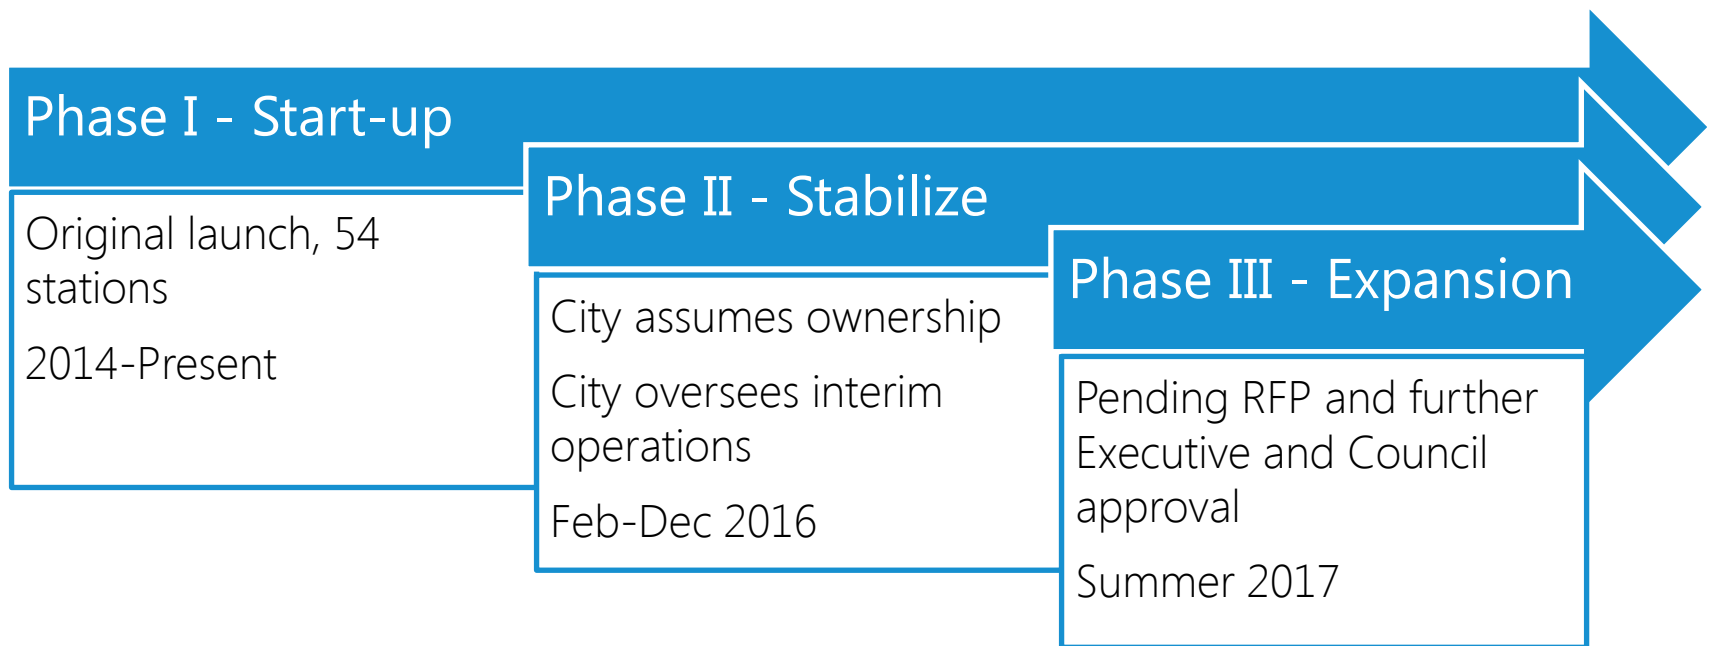 Phase I - Start-up
Original launch, 54
stations
2014-Present
Phase II - Stabilize
City assumes ownership
City oversees interim
operations
Feb-Dec 2016
Phase III - Expansion
Pending RFP and further
Executive and Council
approval
Summer 2017